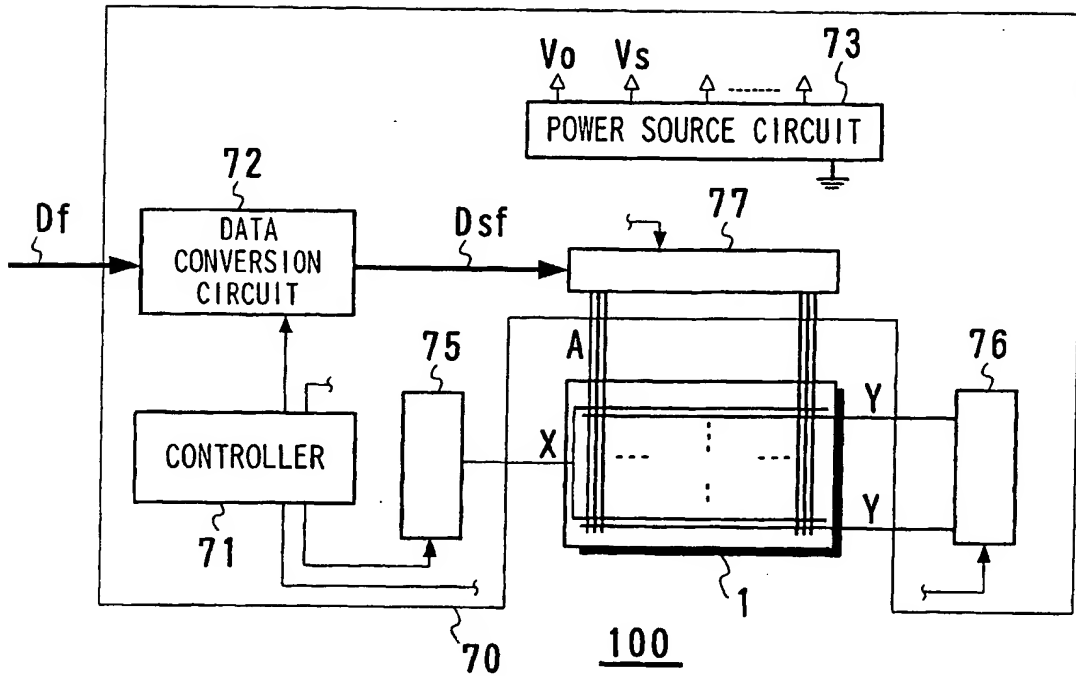 Vo
Vs
73
POWER SOURCE CIRCUIT
72
Df
DATA
CONVERSION
CIRCUIT
Dsf
77
75
A
76
CONTROLLER
X
Y
Y
71
1
70
100